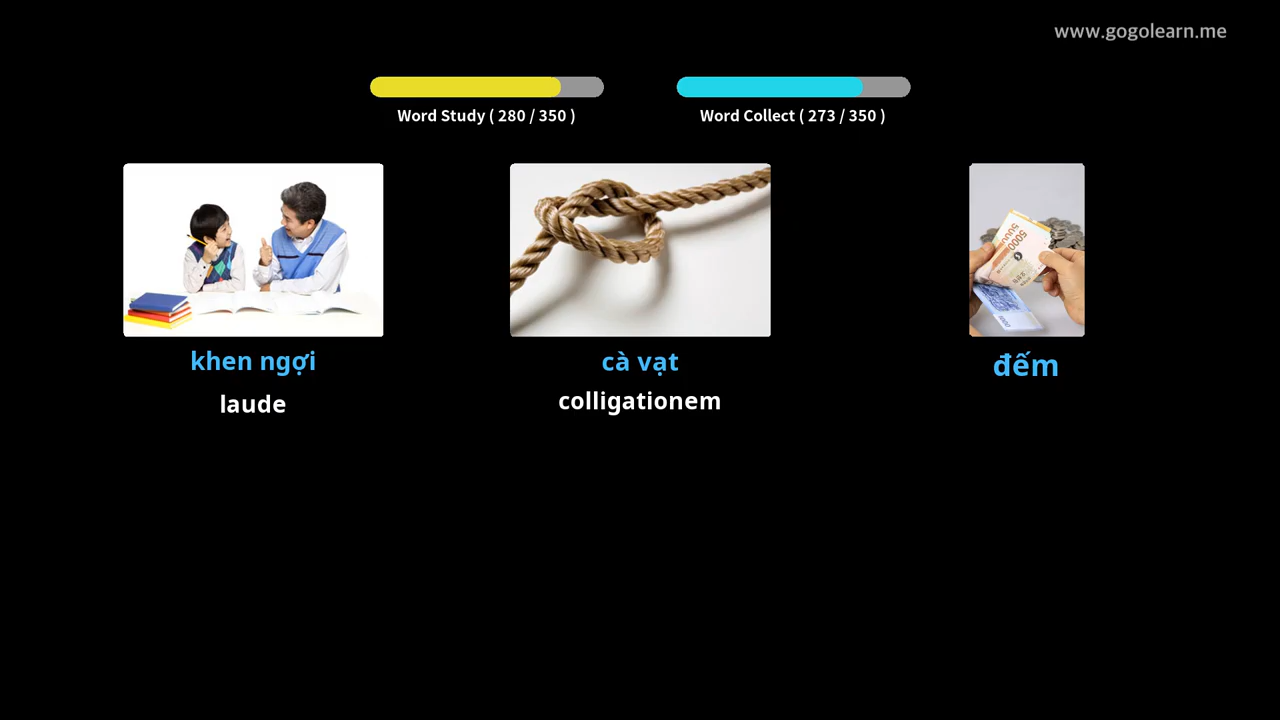 www.gogolearn.me
Word Study ( 280 / 350 )
Word Collect ( 273 / 350 )
khen ngợi
cà vạt
đếm
laude
colligationem